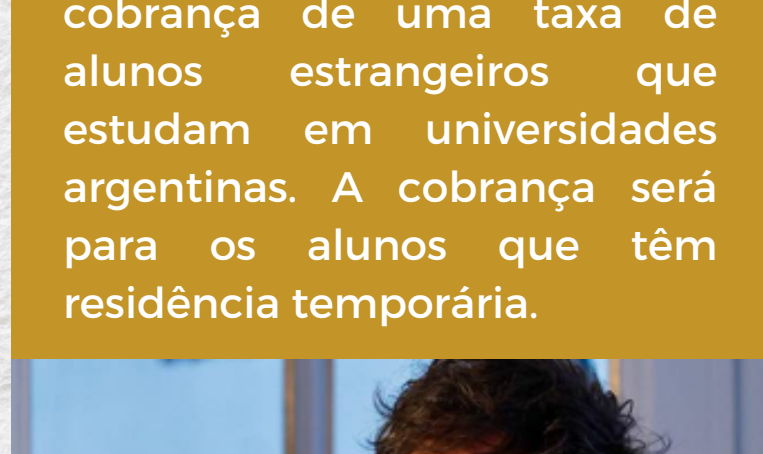 cobrança de uma taxa de
alunos estrangeiros que
estudam em universidades
argentinas. A cobrança será
para os alunos que têm
residência temporária.